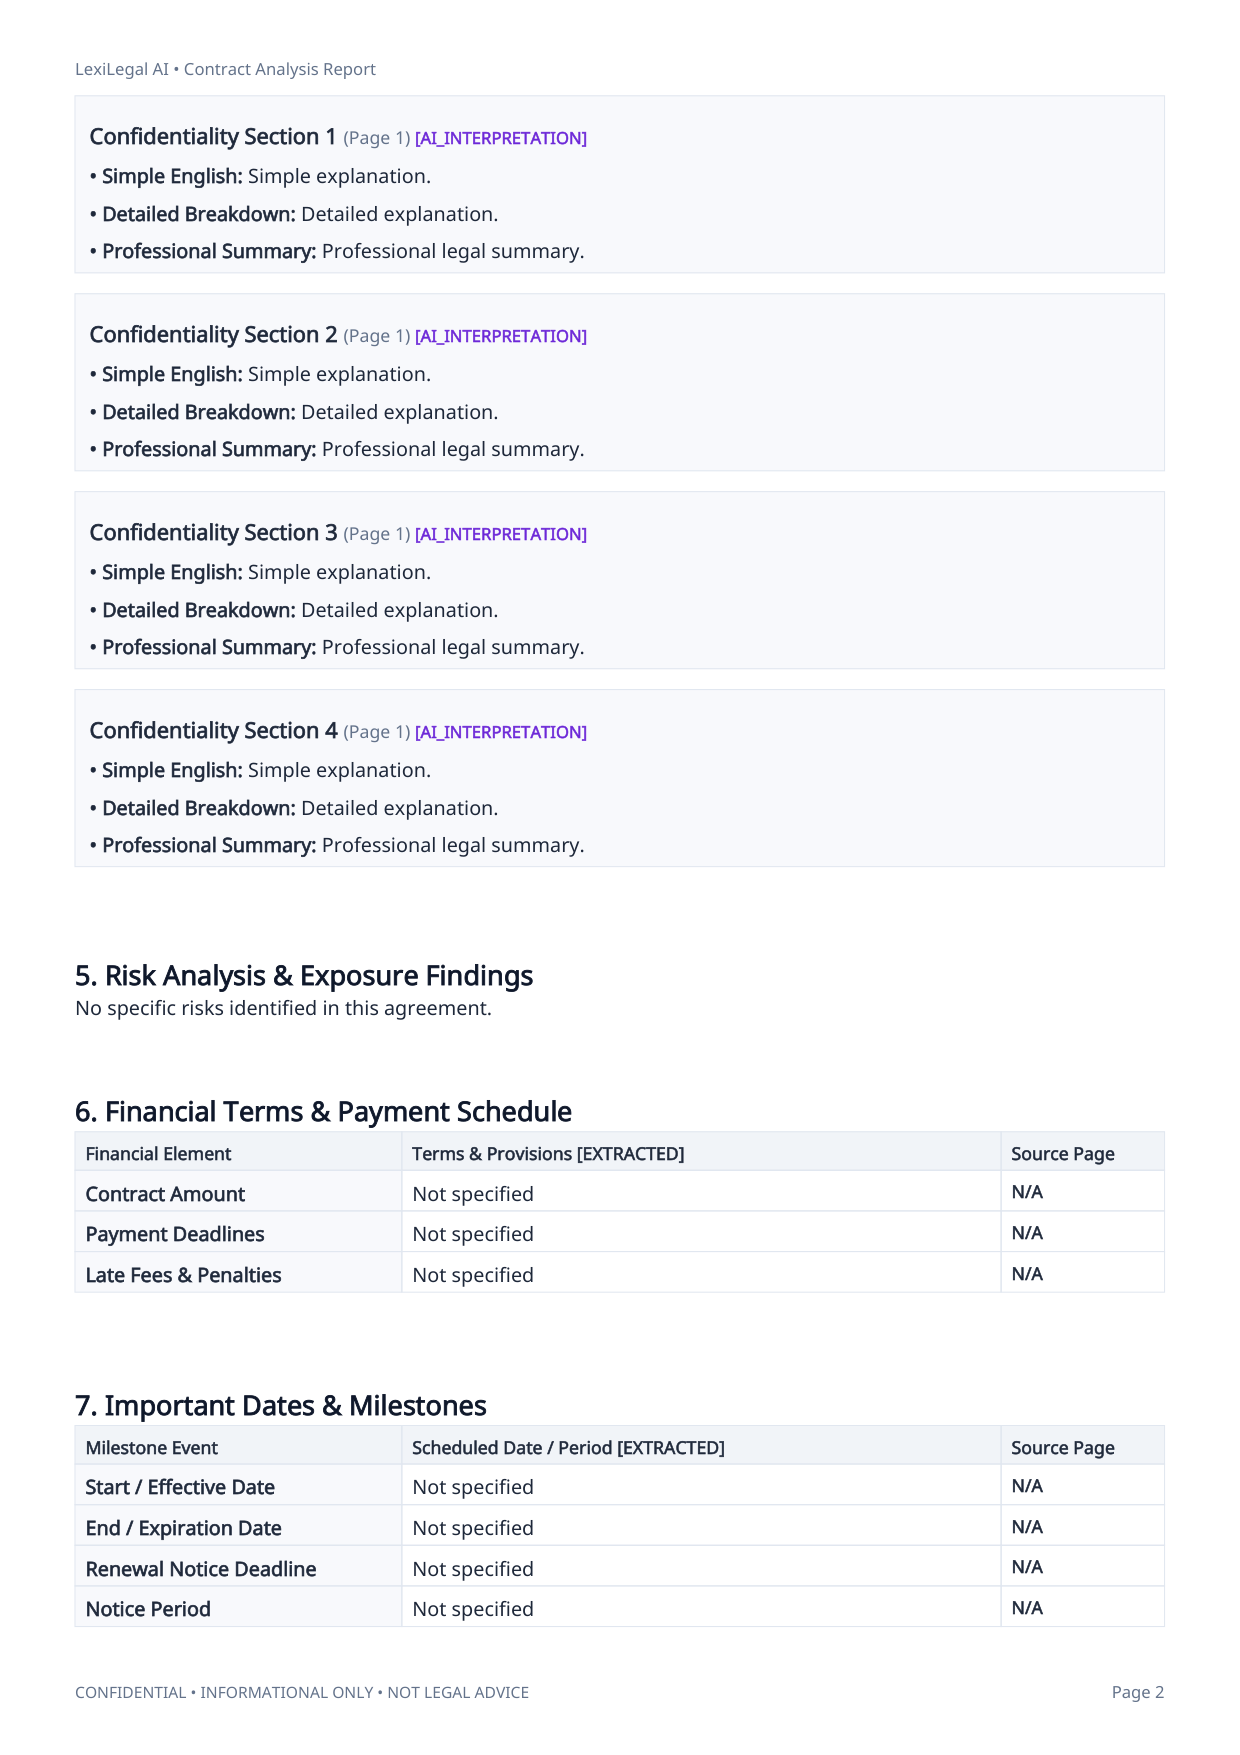 LexiLegal AI • Contract Analysis Report
Confidentiality Section 1 (Page 1) [AI_INTERPRETATION]
• Simple English: Simple explanation.
• Detailed Breakdown: Detailed explanation.
• Professional Summary: Professional legal summary.
Confidentiality Section 2 (Page 1) [AI_INTERPRETATION]
• Simple English: Simple explanation.
• Detailed Breakdown: Detailed explanation.
• Professional Summary: Professional legal summary.
Confidentiality Section 3 (Page 1) [AI_INTERPRETATION]
• Simple English: Simple explanation.
• Detailed Breakdown: Detailed explanation.
• Professional Summary: Professional legal summary.
Confidentiality Section 4 (Page 1) [AI_INTERPRETATION]
• Simple English: Simple explanation.
• Detailed Breakdown: Detailed explanation.
• Professional Summary: Professional legal summary.
5. Risk Analysis & Exposure Findings
No specific risks identified in this agreement.
6. Financial Terms & Payment Schedule
Financial Element Terms & Provisions [EXTRACTED] Source Page
Contract Amount Not specified N/A
Payment Deadlines Not specified N/A
Late Fees & Penalties Not specified N/A
7. Important Dates & Milestones
Milestone Event Scheduled Date / Period [EXTRACTED] Source Page
Start / Effective Date Not specified N/A
End / Expiration Date Not specified N/A
Renewal Notice Deadline Not specified N/A
Notice Period Not specified N/A
CONFIDENTIAL • INFORMATIONAL ONLY • NOT LEGAL ADVICE Page 2